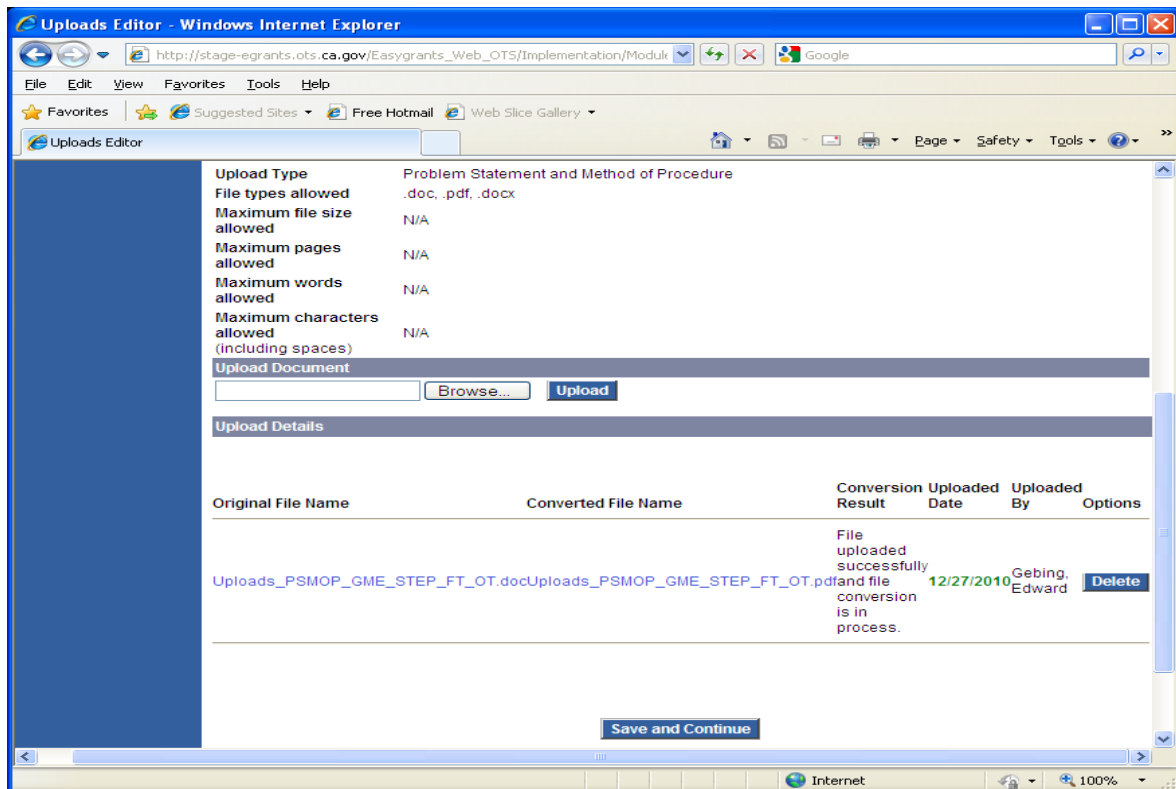 Uploads Editor - Windows Internet Explorer
http://stage-egrants.ots.ca.gov/Easygrants_Web_OTS/Implementation/Module
Google
File Edit View Favorites Tools Help
Favorites Suggested Sites Free Hotmail Web Slice Gallery
Uploads Editor Page Safety Tools »
Upload Type Problem Statement and Method of Procedure
File types allowed .doc, .pdf, .docx
Maximum file size
allowed N/A
Maximum pages
allowed N/A
Maximum words
allowed N/A
Maximum characters
allowed N/A
(including spaces)
Upload Document
Browse... Upload
Upload Details
Conversion Uploaded Uploaded
Original File Name Converted File Name Result Date By Options
File
uploaded
successfully
Uploads_PSMOP_GME_STEP_FT_OT.doc Uploads_PSMOP_GME_STEP_FT_OT.pdf and file 12/27/2010 Gebing, Edward Delete
conversion
is in
process.
Save and Continue
Internet 100%